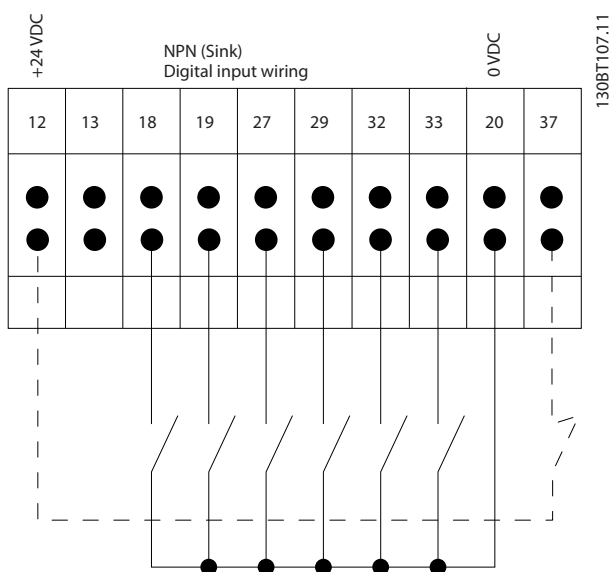 +24 VDC
NPN (Sink)
Digital input wiring
0 VDC
130BT107.11
12 13 18 19 27 29 32 33 20 37